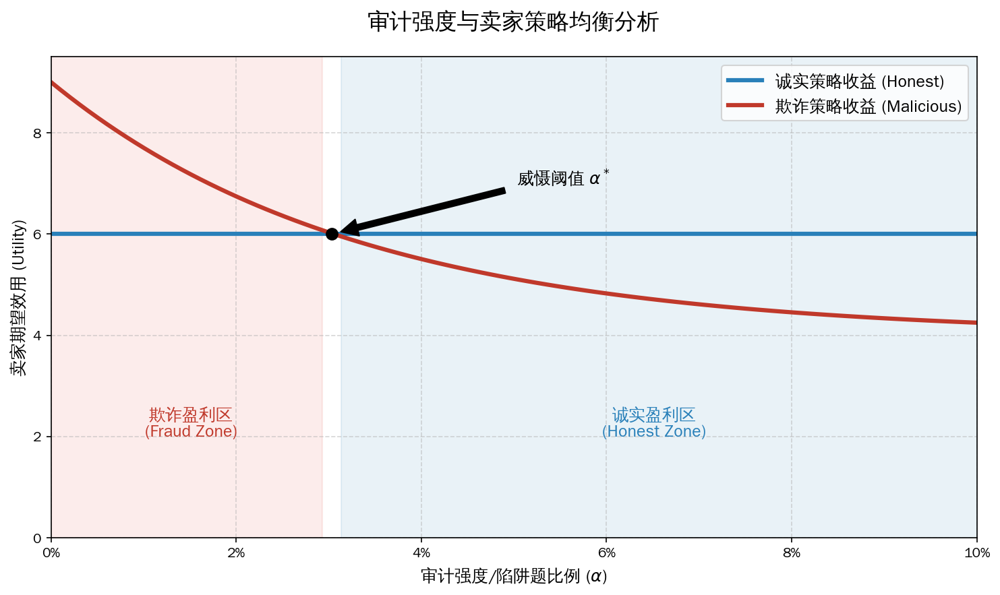 审计强度与卖家策略均衡分析
诚实策略收益 (Honest)
欺诈策略收益 (Malicious)
威慑阈值 α*
卖家期望效用 (Utility)
8
6
4
2
0
欺诈盈利区
(Fraud Zone)
诚实盈利区
(Honest Zone)
0%
2%
4%
6%
8%
10%
审计强度/陷阱题比例 (α)